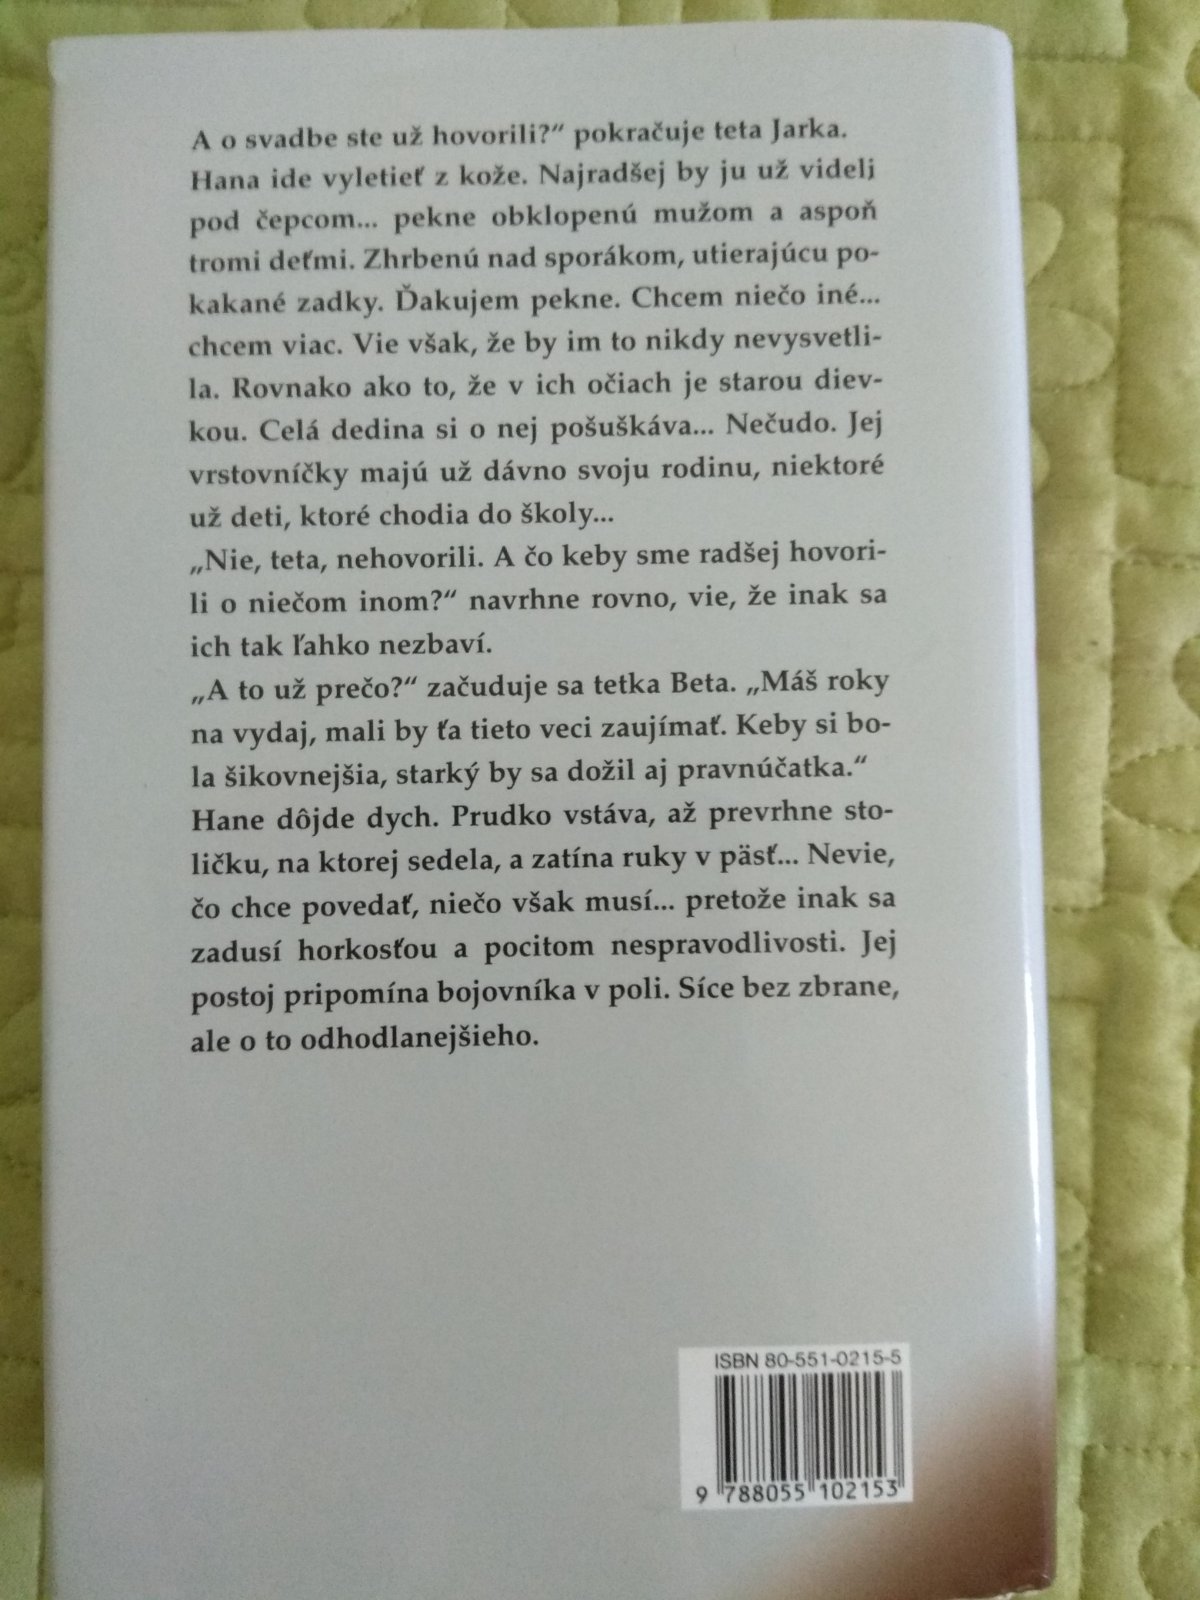 A o svadbe ste už hovorili?“ pokračuje teta Jarka.
Hana ide vyletieť z kože. Najradšej by ju už videli
pod čepcom... pekne obklopenú mužom a aspoň
tromi deťmi. Zhrbenú nad sporákom, utierajúcu po-
kakané zadky. Ďakujem pekne. Chcem niečo iné...
chcem viac. Vie však, že by im to nikdy nevysvetli-
la. Rovnako ako to, že v ich očiach je starou diev-
kou. Celá dedina si o nej pošuškáva... Nečudo. Jej
vrstovníčky majú už dávno svoju rodinu, niektoré
už deti, ktoré chodia do školy...
„Nie, teta, nehovorili. A čo keby sme radšej hovori-
li o niečom inom?“ navrhne rovno, vie, že inak sa
ich tak ľahko nezbaví.
„A to už prečo?“ začuduje sa tetka Beta. „Máš roky
na vydaj, mali by ťa tieto veci zaujímať. Keby si bo-
la šikovnejšia, starký by sa dožil aj pravnúčatka.“
Hane dôjde dych. Prudko vstáva, až prevrhne sto-
ličku, na ktorej sedela, a zatína ruky v päsť... Nevie,
čo chce povedať, niečo však musí... pretože inak sa
zadusí horkosťou a pocitom nespravodlivosti. Jej
postoj pripomína bojovníka v poli. Síce bez zbrane,
ale o to odhodlanejšieho.
ISBN 80-551-0215-5
9 788055 102153